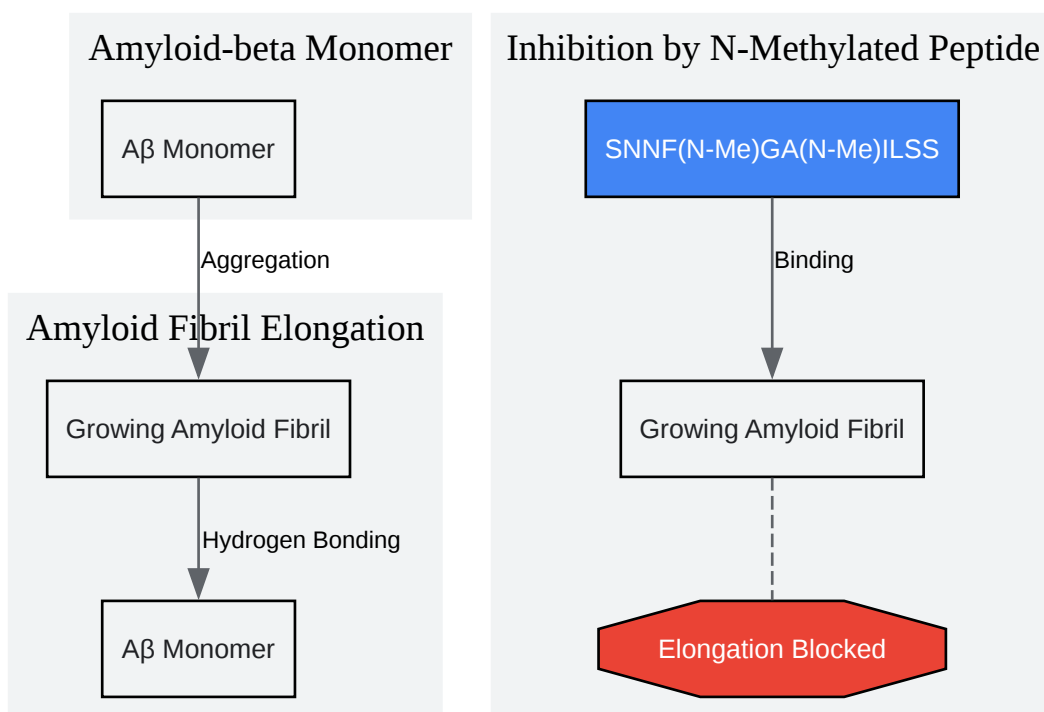 Amyloid-beta Monomer
Aβ Monomer
Aggregation
Amyloid Fibril Elongation
Growing Amyloid Fibril
Hydrogen Bonding
Aβ Monomer
Inhibition by N-Methylated Peptide
SNNF(N-Me)GA(N-Me)ILSS
Binding
Growing Amyloid Fibril
Elongation Blocked